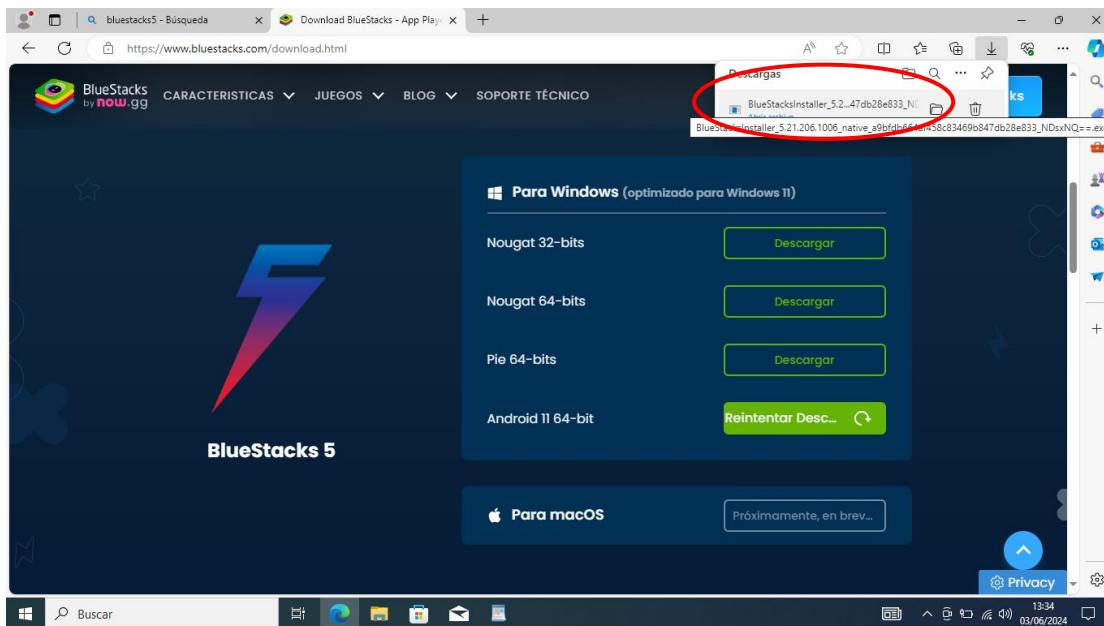 bluestacks5 - Búsqueda
Download BlueStacks - App Play
https://www.bluestacks.com/download.html
Descargas
BlueStacks
by now.gg
CARACTERISTICAS
JUEGOS
BLOG
SOPORTE TÉCNICO
ks
BlueStacksInstaller_5.2...47db28e833_N
Abrir archivo
Para Windows (optimizado para Windows 11)
Nougat 32-bits
Descargar
Nougat 64-bits
Descargar
Pie 64-bits
Descargar
Android 11 64-bit
Reintentar Desc...
BlueStacks 5
Para macOS
Próximamente, en brev...
Privacy
Buscar
13:34
03/06/2024